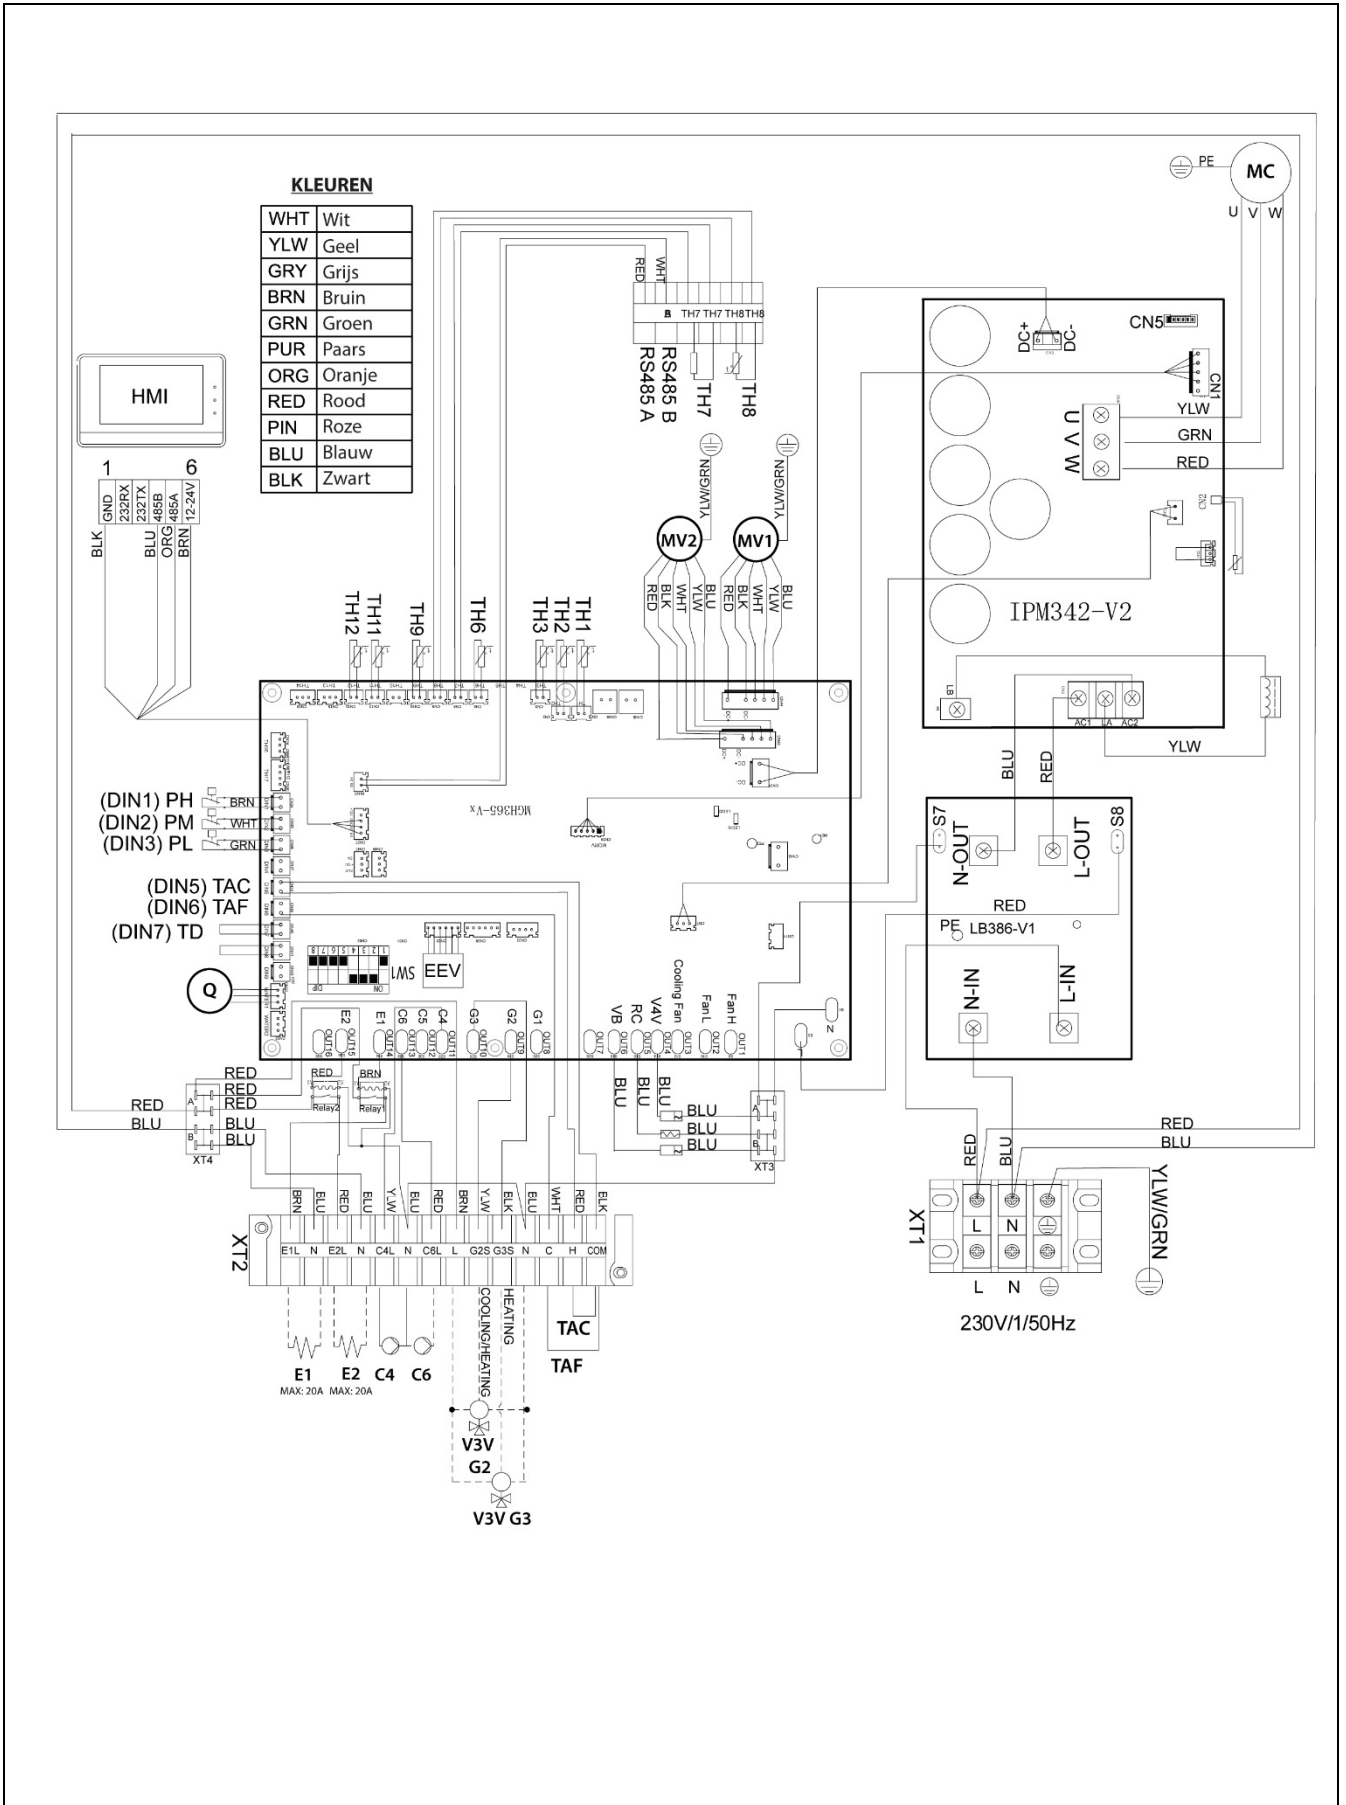 KLEUREN
WHT Wit
YLW Geel
GRY Grijs
BRN Bruin
GRN Groen
PUR Paars
ORG Oranje
RED Rood
PIN Roze
BLU Blauw
BLK Zwart
HMI
1 6
GND
232RX
232TX
485B
485A
12-24V
BLK
BLU
ORG
BRN
RED
WHT
B TH7 TH7 TH8 TH8
RS485 A
RS485 B
TH7
TH8
PE
MC
U V W
DC+
DC-
CN5
CN1
U
V
W
YLW
GRN
RED
CN2
IPM342-V2
LB
AC1 LA AC2
YLW
BLU
RED
YLW/GRN
YLW/GRN
MV2
MV1
RED
BLK
WHT
YLW
BLU
RED
BLK
WHT
YLW
BLU
TH12
TH11
TH9
TH6
TH3
TH2
TH1
MGH365-Vx
(DIN1) PH BRN
(DIN2) PM WHT
(DIN3) PL GRN
(DIN5) TAC
(DIN6) TAF
(DIN7) TD
Q
8 7 6 5 4 3 2 1
DIP
ON
SW1
EEV
E2
E1
C6
C5
C4
G3
G2
G1
VB
RC
V4V
Cooling Fan
Fan L
Fan H
OUT16
OUT15
OUT14
OUT13
OUT12
OUT11
OUT10
OUT9
OUT8
OUT7
OUT6
OUT5
OUT4
OUT3
OUT2
OUT1
N
S7
S8
N-OUT
L-OUT
RED
PE
LB386-V1
N-IN
L-IN
RED
RED
RED
RED
BLU
BLU
BLU
A
B
XT4
RED
BRN
Relay2
Relay1
BLU
BLU
BLU
BLU
BLU
BLU
A
B
XT3
RED
BLU
RED
BLU
YLW/GRN
XT1
L N
L N
230V/1/50Hz
BRN
BLU
RED
BLU
YLW
BLU
RED
BRN
YLW
BLK
BLU
WHT
RED
BLK
XT2
E1L N E2L N C4L N C6L L G2S G3S N C H COM
COOLING/HEATING
HEATING
TAC
TAF
E1
MAX: 20A
E2
MAX: 20A
C4
C6
V3V
G2
V3V G3